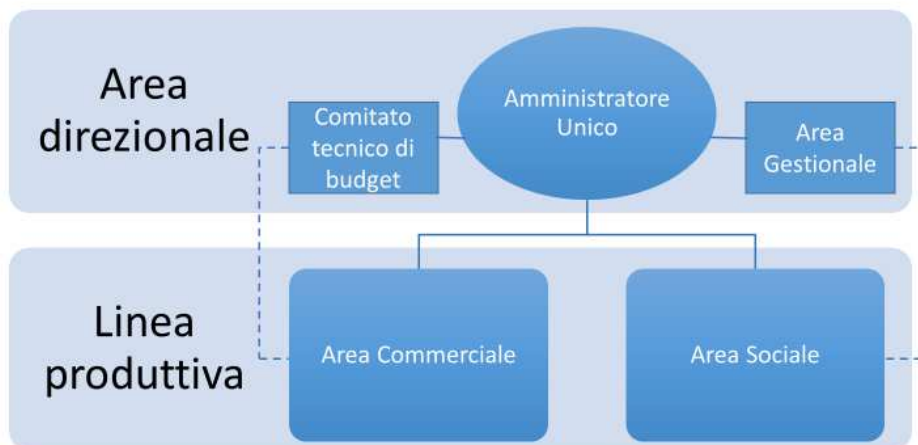 Area
direzionale
Comitato
tecnico di
budget
Amministratore
Unico
Area
Gestionale
Linea
produttiva
Area Commerciale
Area Sociale